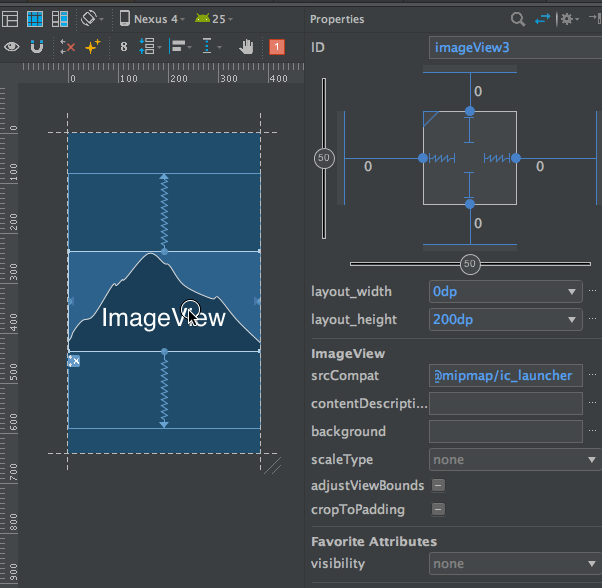 Nexus 4
25
Properties
8
1
ID
imageView3
0 100 200 300 400
0
0
100
200
300
400
500
600
700
800
900
50
0
0
0
50
ImageView
layout_width
0dp
layout_height
200dp
ImageView
srcCompat
@mipmap/ic_launcher
contentDescripti...
background
scaleType
none
adjustViewBounds
cropToPadding
Favorite Attributes
visibility
none